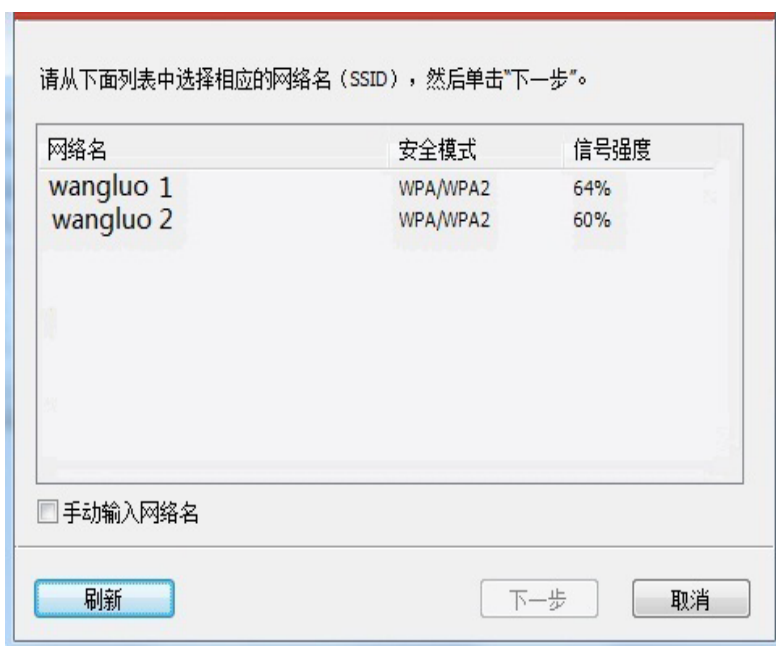 请从下面列表中选择相应的网络名（SSID），然后单击"下一步"。
网络名 安全模式 信号强度
wangluo 1 WPA/WPA2 64%
wangluo 2 WPA/WPA2 60%
手动输入网络名
刷新 下一步 取消